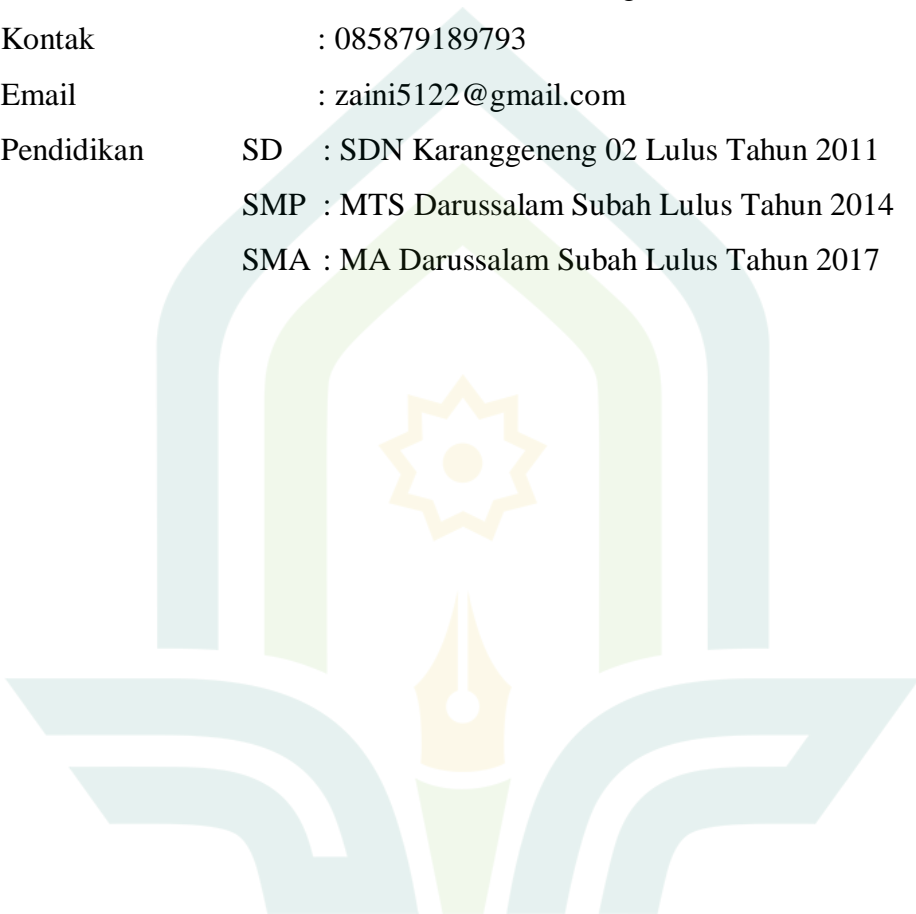 Kontak : 085879189793
Email : zaini5122@gmail.com
Pendidikan SD : SDN Karanggeneng 02 Lulus Tahun 2011
SMP : MTS Darussalam Subah Lulus Tahun 2014
SMA : MA Darussalam Subah Lulus Tahun 2017